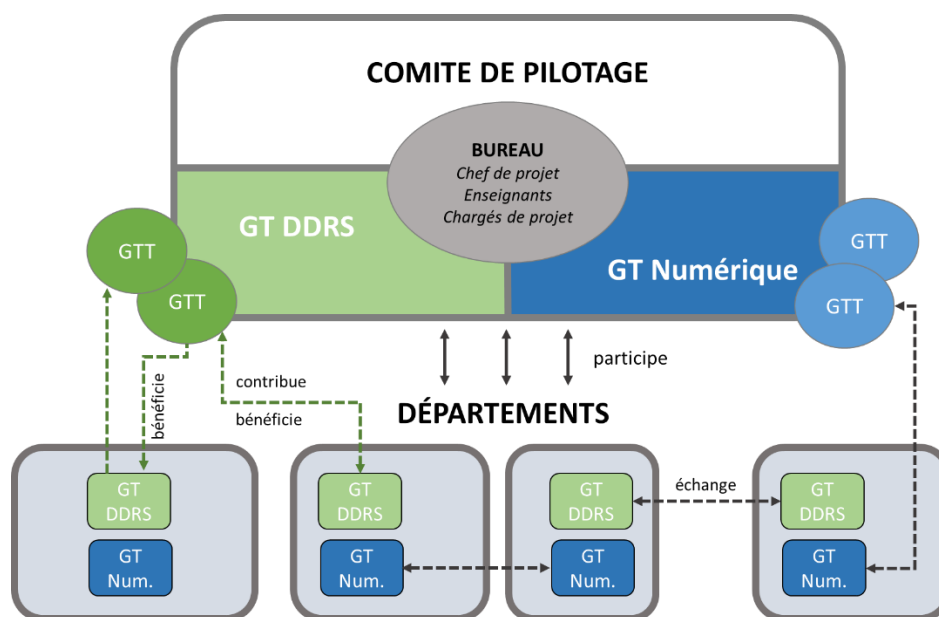 COMITE DE PILOTAGE
BUREAU
Chef de projet
Enseignants
Chargés de projet
GT DDRS
GT Numérique
GTT
GTT
GTT
GTT
participe
contribue
bénéficie
bénéficie
DÉPARTEMENTS
GT
DDRS
GT
Num.
GT
DDRS
GT
Num.
GT
DDRS
GT
Num.
échange
GT
DDRS
GT
Num.